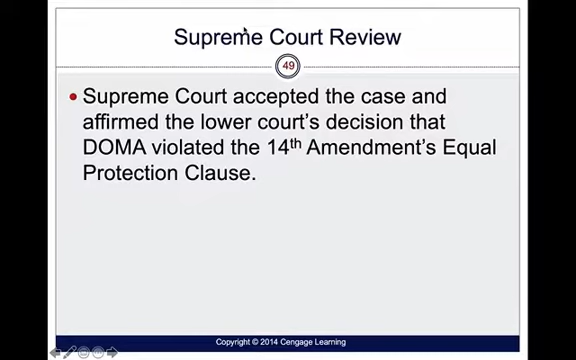 Supreme Court Review
49
• Supreme Court accepted the case and
affirmed the lower court's decision that
DOMA violated the 14th Amendment's Equal
Protection Clause.
Copyright © 2014 Cengage Learning